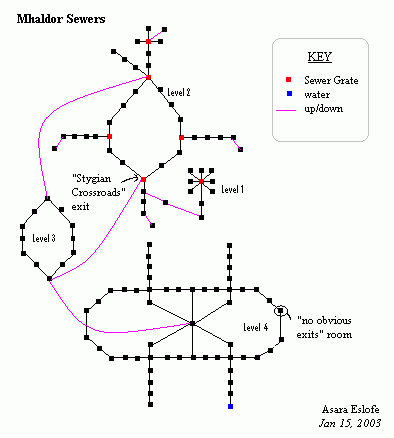 Mhaldor Sewers
KEY
Sewer Grate
water
up/down
Level 2
"Stygian
Crossroads"
exit
Level 1
Level 3
Level 4
"no obvious
exits" room
Asara Eslofe
Jan 15, 2003